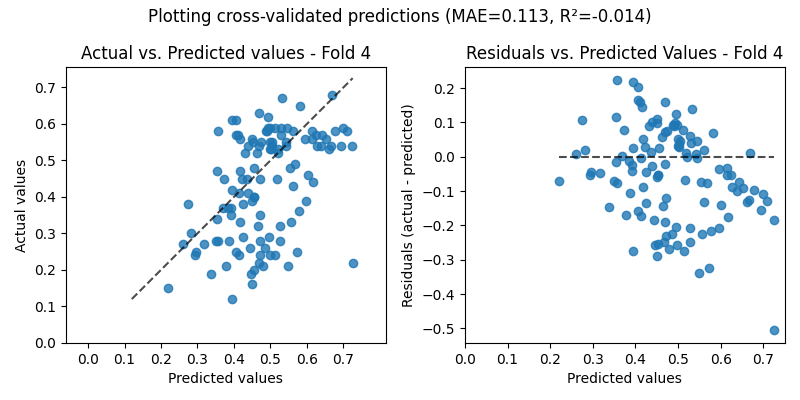 Plotting cross-validated predictions (MAE=0.113, R²=-0.014)
Actual vs. Predicted values - Fold 4
Actual values
0.7
0.6
0.5
0.4
0.3
0.2
0.1
0.0
0.0 0.1 0.2 0.3 0.4 0.5 0.6 0.7
Predicted values
Residuals vs. Predicted Values - Fold 4
Residuals (actual - predicted)
0.2
0.1
0.0
−0.1
−0.2
−0.3
−0.4
−0.5
0.0 0.1 0.2 0.3 0.4 0.5 0.6 0.7
Predicted values